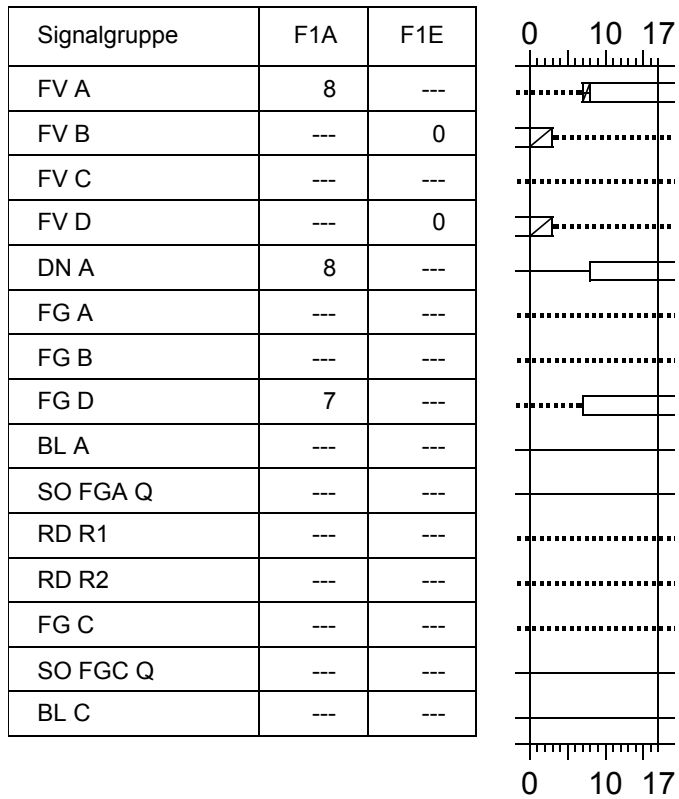 Signalgruppe F1A F1E 0 10 17
FV A 8 ---
FV B --- 0
FV C --- ---
FV D --- 0
DN A 8 ---
FG A --- ---
FG B --- ---
FG D 7 ---
BL A --- ---
SO FGA Q --- ---
RD R1 --- ---
RD R2 --- ---
FG C --- ---
SO FGC Q --- ---
BL C --- ---
0 10 17